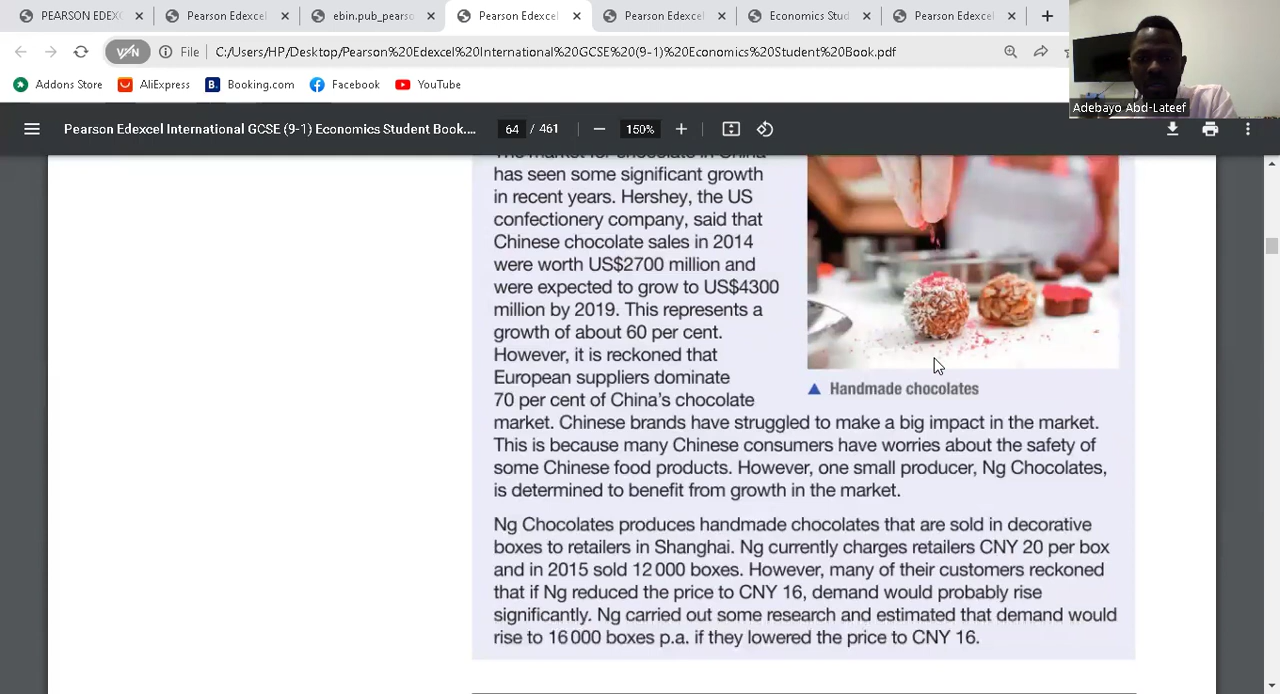 PEARSON EDEXC
Pearson Edexcel
ebin.pub_pearso
Pearson Edexcel
Pearson Edexcel
Economics Stud
Pearson Edexcel
File C:/Users/HP/Desktop/Pearson%20Edexcel%20International%20GCSE%20(9-1)%20Economics%20Student%20Book.pdf
Adebayo Abd-Lateef
Addons Store AliExpress Booking.com Facebook YouTube
Pearson Edexcel International GCSE (9-1) Economics Student Book.... 64 / 461 150%
The market for chocolate in China
has seen some significant growth
in recent years. Hershey, the US
confectionery company, said that
Chinese chocolate sales in 2014
were worth US$2700 million and
were expected to grow to US$4300
million by 2019. This represents a
growth of about 60 per cent.
However, it is reckoned that
European suppliers dominate
70 per cent of China's chocolate
market. Chinese brands have struggled to make a big impact in the market.
This is because many Chinese consumers have worries about the safety of
some Chinese food products. However, one small producer, Ng Chocolates,
is determined to benefit from growth in the market.
Handmade chocolates
Ng Chocolates produces handmade chocolates that are sold in decorative
boxes to retailers in Shanghai. Ng currently charges retailers CNY 20 per box
and in 2015 sold 12 000 boxes. However, many of their customers reckoned
that if Ng reduced the price to CNY 16, demand would probably rise
significantly. Ng carried out some research and estimated that demand would
rise to 16 000 boxes p.a. if they lowered the price to CNY 16.